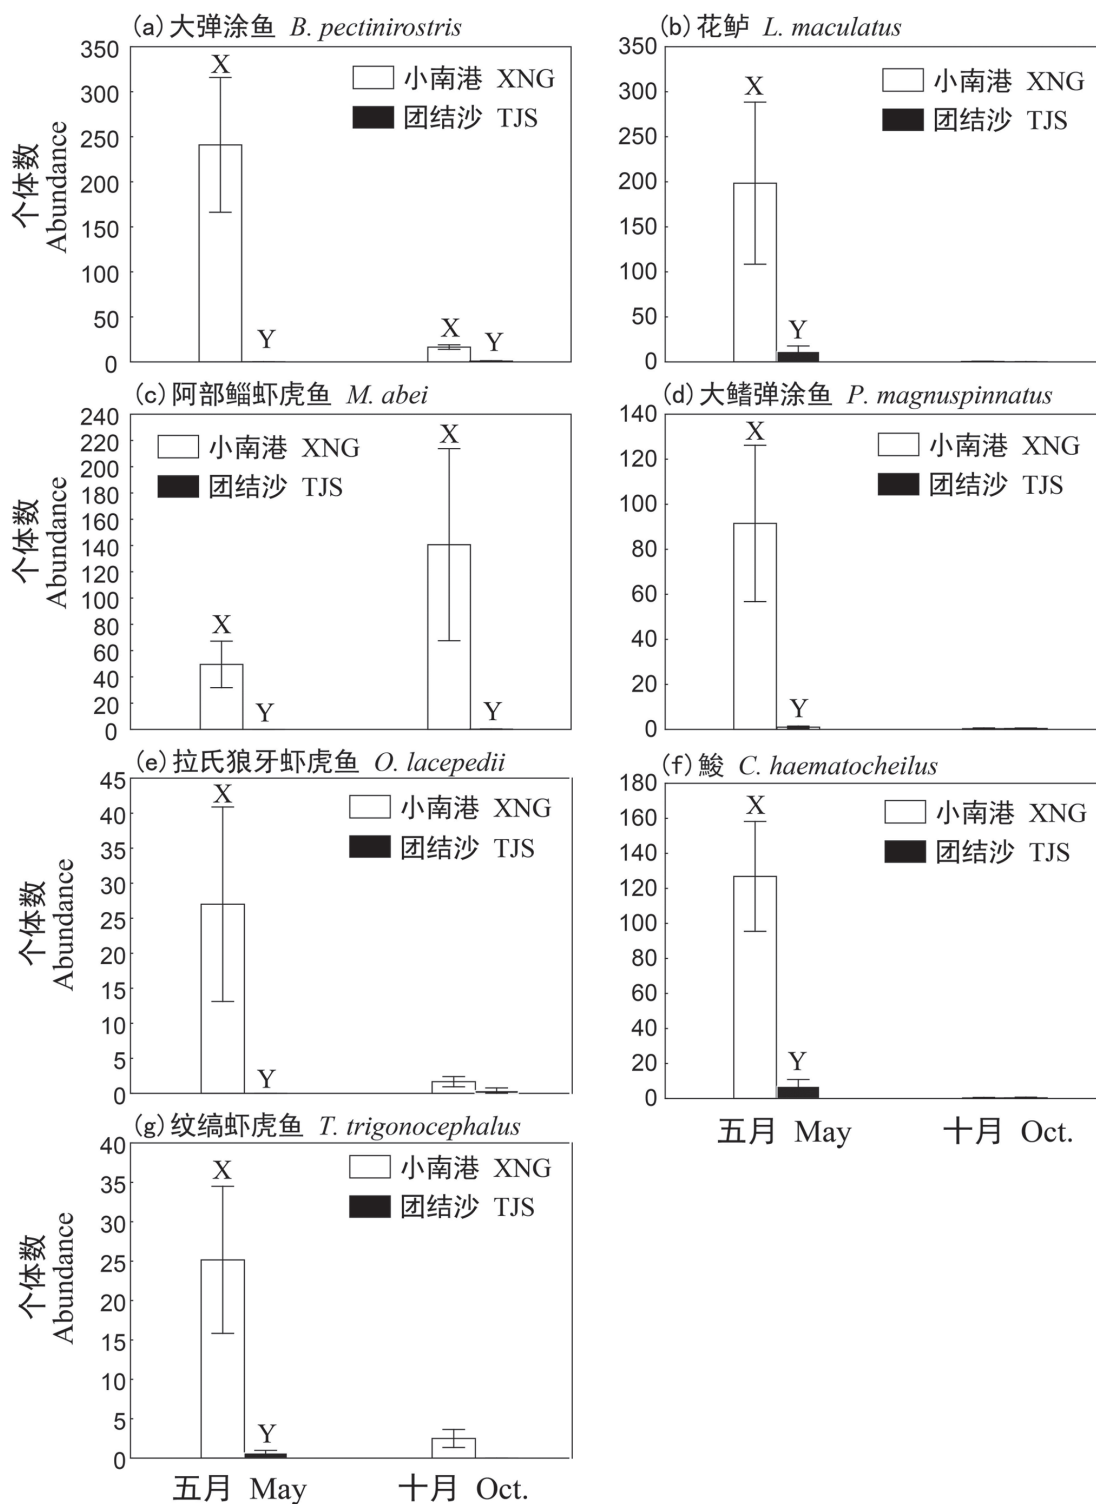 (a)大弹涂鱼 B. pectinirostris
350
300
250
200
150
100
50
0
个体数
Abundance
X
Y
X
Y
小南港 XNG
团结沙 TJS
(b)花鲈 L. maculatus
350
300
250
200
150
100
50
0
X
Y
小南港 XNG
团结沙 TJS
(c)阿部鲻虾虎鱼 M. abei
240
220
200
180
160
140
120
100
80
60
40
20
0
个体数
Abundance
小南港 XNG
团结沙 TJS
X
Y
X
Y
(d)大鳍弹涂鱼 P. magnuspinnatus
140
120
100
80
60
40
20
0
X
Y
小南港 XNG
团结沙 TJS
(e)拉氏狼牙虾虎鱼 O. lacepedii
45
40
35
30
25
20
15
10
5
0
个体数
Abundance
X
Y
小南港 XNG
团结沙 TJS
(f)鮻 C. haematocheilus
180
160
140
120
100
80
60
40
20
0
X
Y
小南港 XNG
团结沙 TJS
五月 May
十月 Oct.
(g)纹缟虾虎鱼 T. trigonocephalus
40
35
30
25
20
15
10
5
0
个体数
Abundance
X
Y
小南港 XNG
团结沙 TJS
五月 May
十月 Oct.